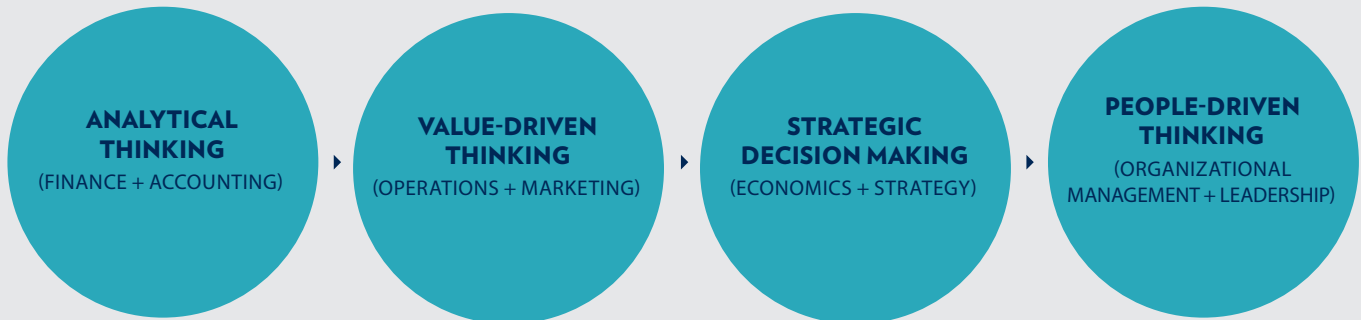 ANALYTICAL
THINKING
(FINANCE + ACCOUNTING)
VALUE-DRIVEN
THINKING
(OPERATIONS + MARKETING)
STRATEGIC
DECISION MAKING
(ECONOMICS + STRATEGY)
PEOPLE-DRIVEN
THINKING
(ORGANIZATIONAL
MANAGEMENT + LEADERSHIP)